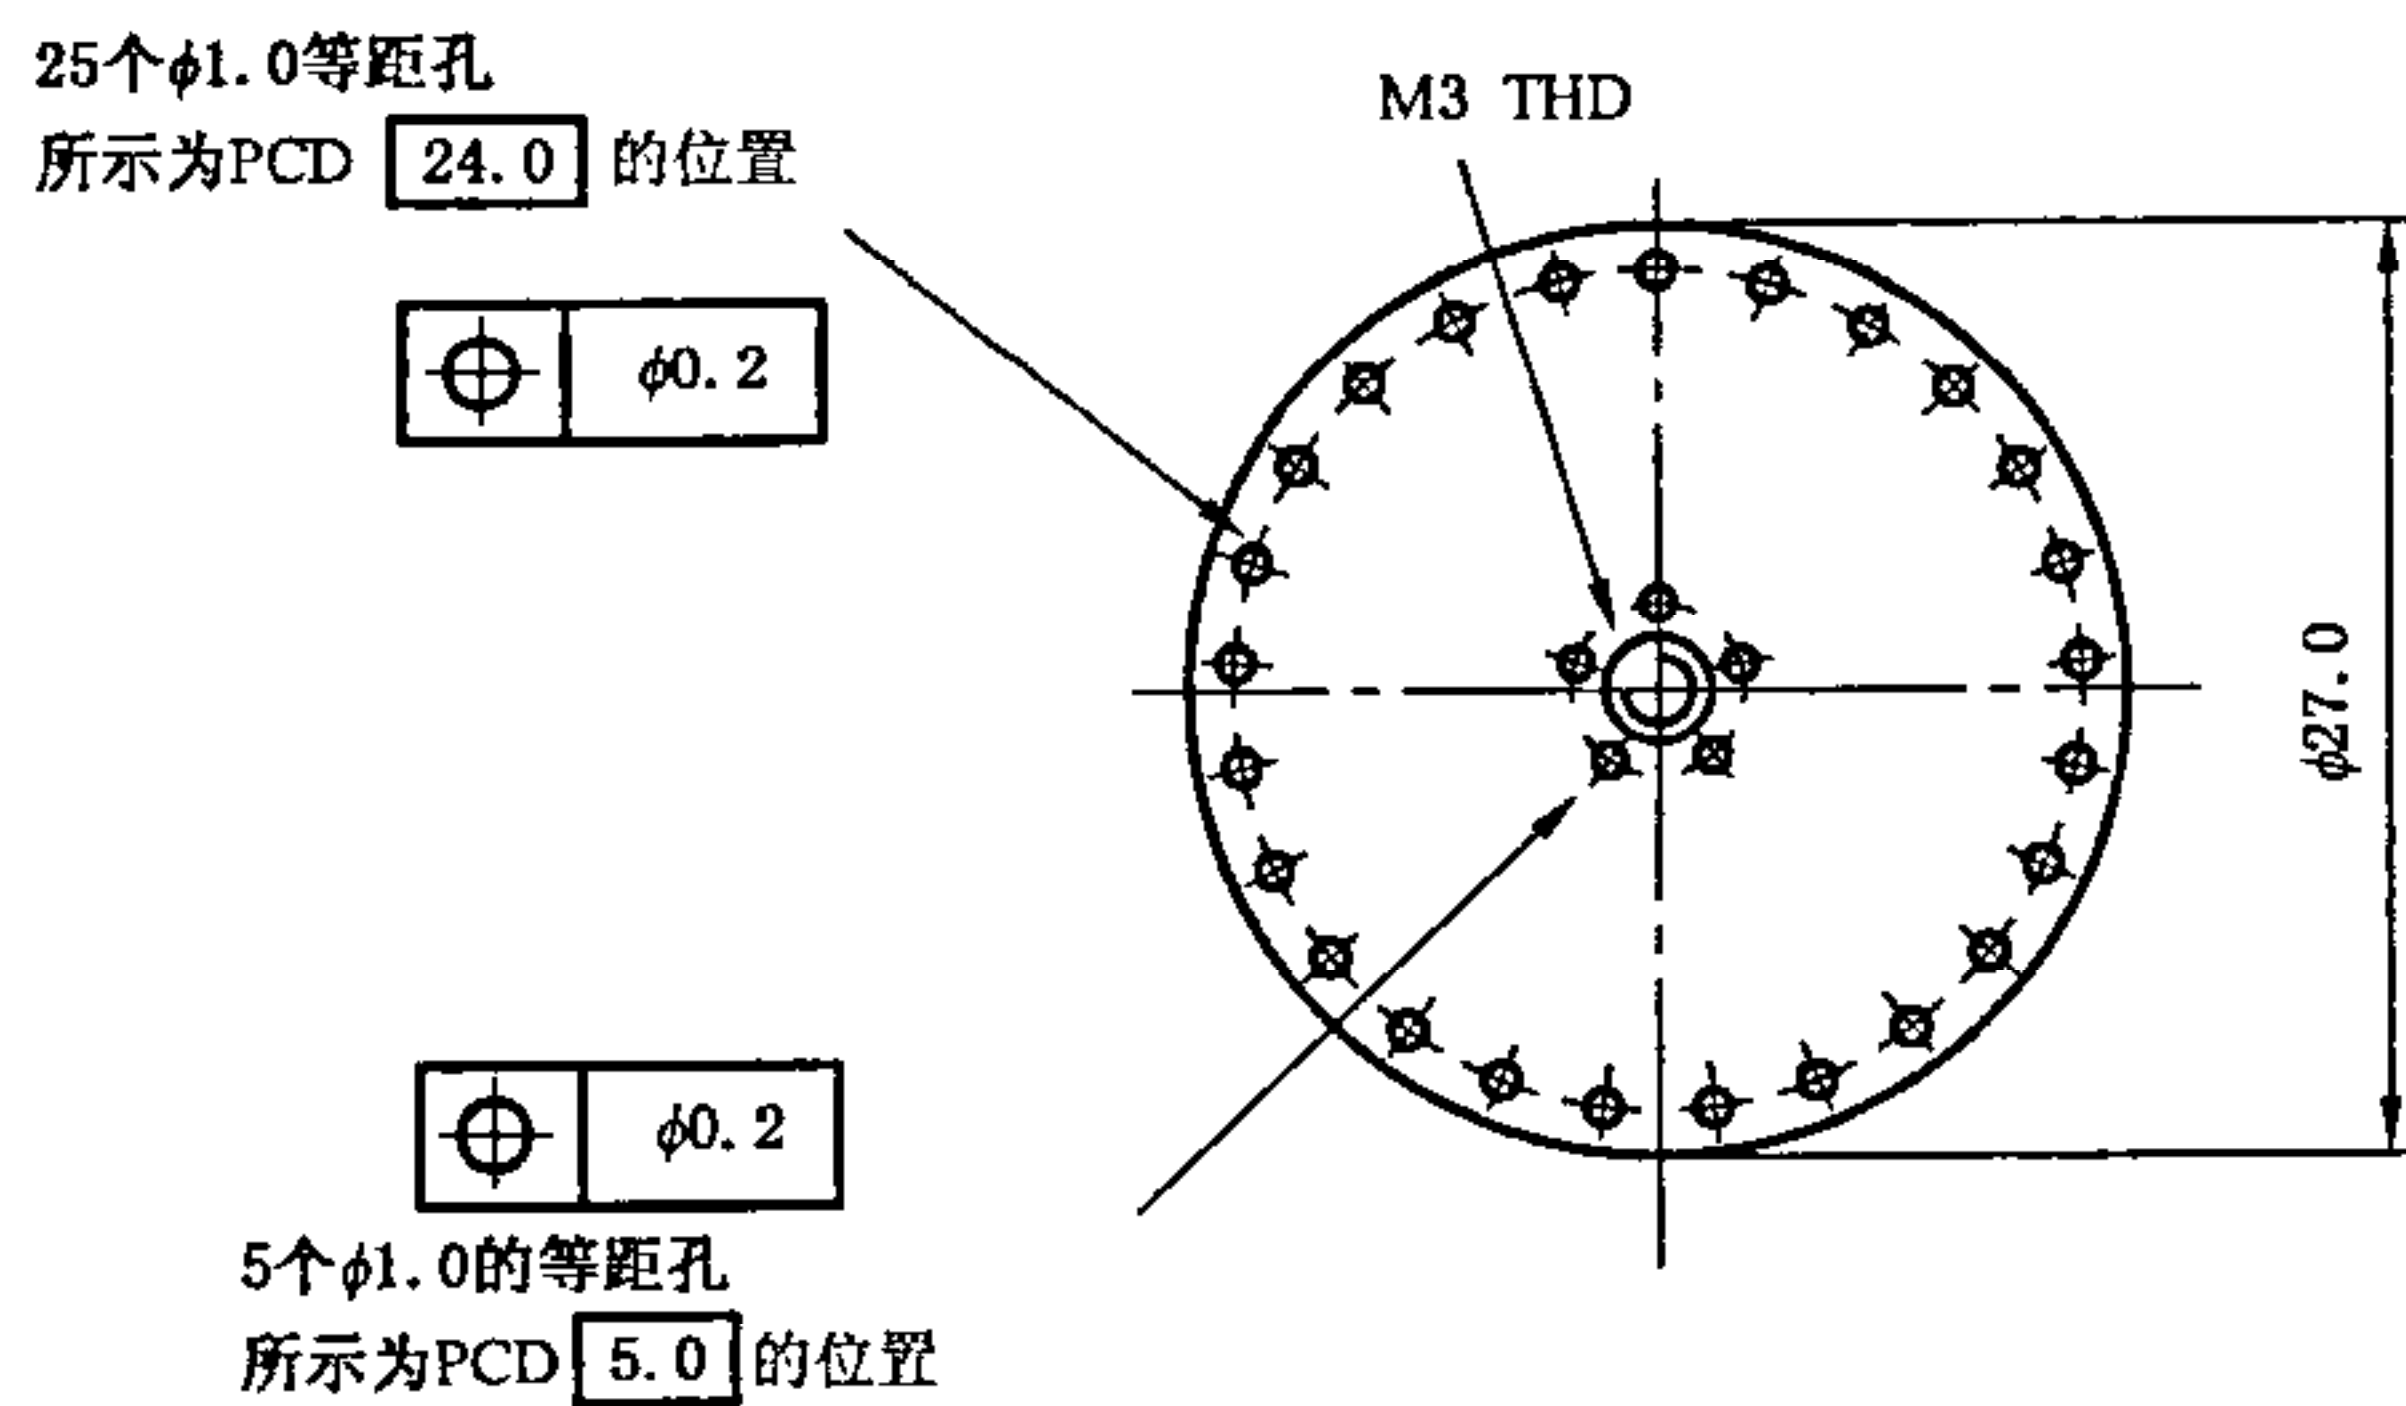 25个φ1.0等距孔
所示为PCD 24.0 的位置
φ0.2
M3 THD
φ27.0
φ0.2
5个φ1.0的等距孔
所示为PCD 5.0 的位置